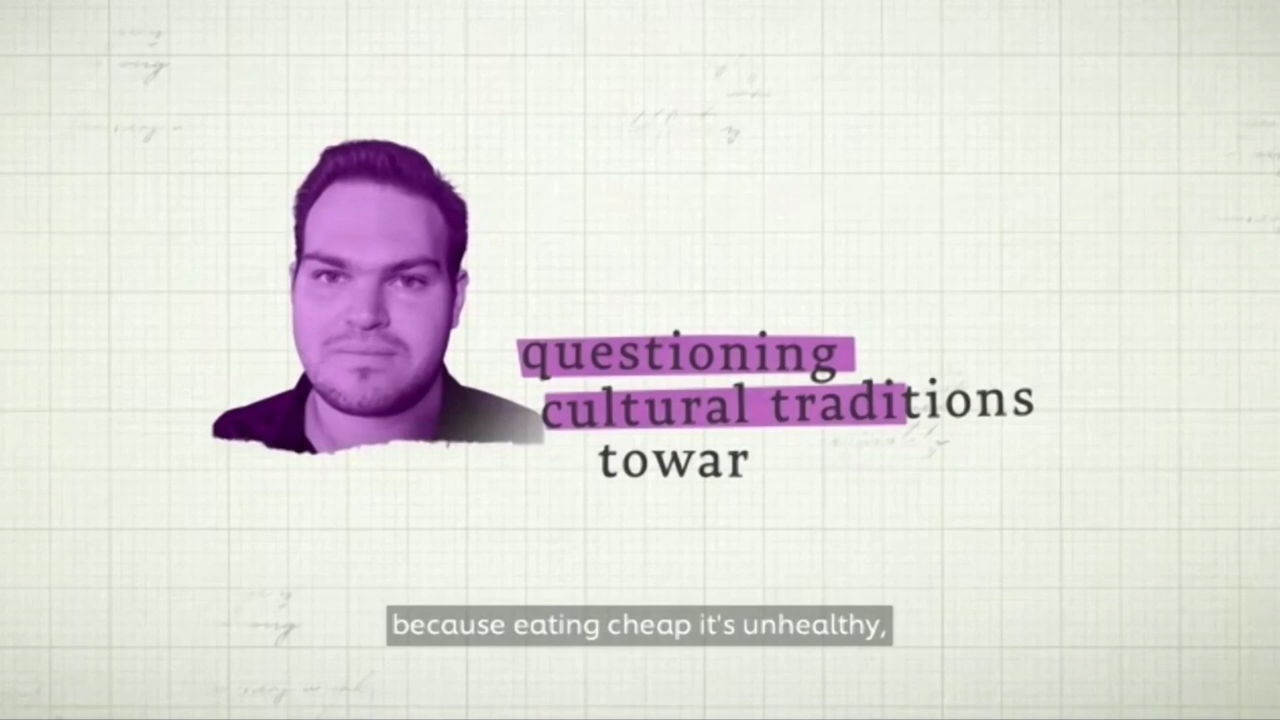 questioning
cultural traditions
towar
because eating cheap it's unhealthy,